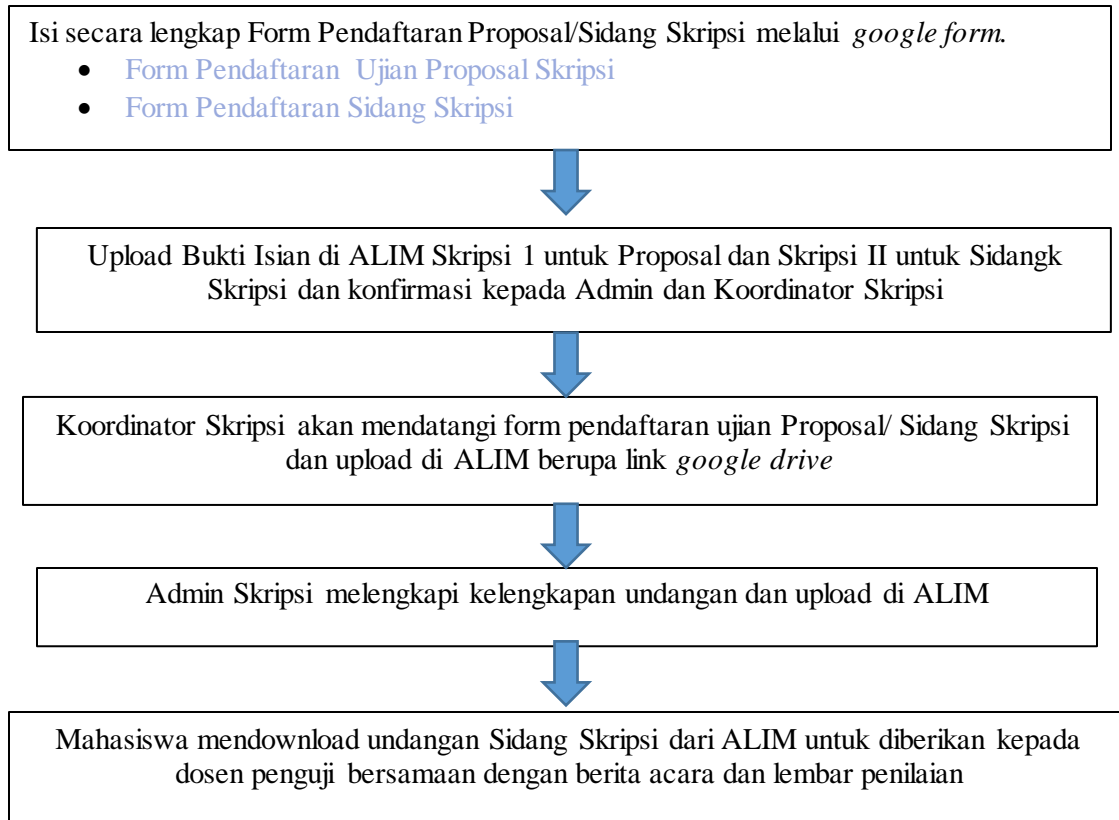 Isi secara lengkap Form Pendaftaran Proposal/Sidang Skripsi melalui google form.
• Form Pendaftaran Ujian Proposal Skripsi
• Form Pendaftaran Sidang Skripsi
Upload Bukti Isian di ALIM Skripsi 1 untuk Proposal dan Skripsi II untuk Sidangk
Skripsi dan konfirmasi kepada Admin dan Koordinator Skripsi
Koordinator Skripsi akan mendatangi form pendaftaran ujian Proposal/ Sidang Skripsi
dan upload di ALIM berupa link google drive
Admin Skripsi melengkapi kelengkapan undangan dan upload di ALIM
Mahasiswa mendownload undangan Sidang Skripsi dari ALIM untuk diberikan kepada
dosen penguji bersamaan dengan berita acara dan lembar penilaian